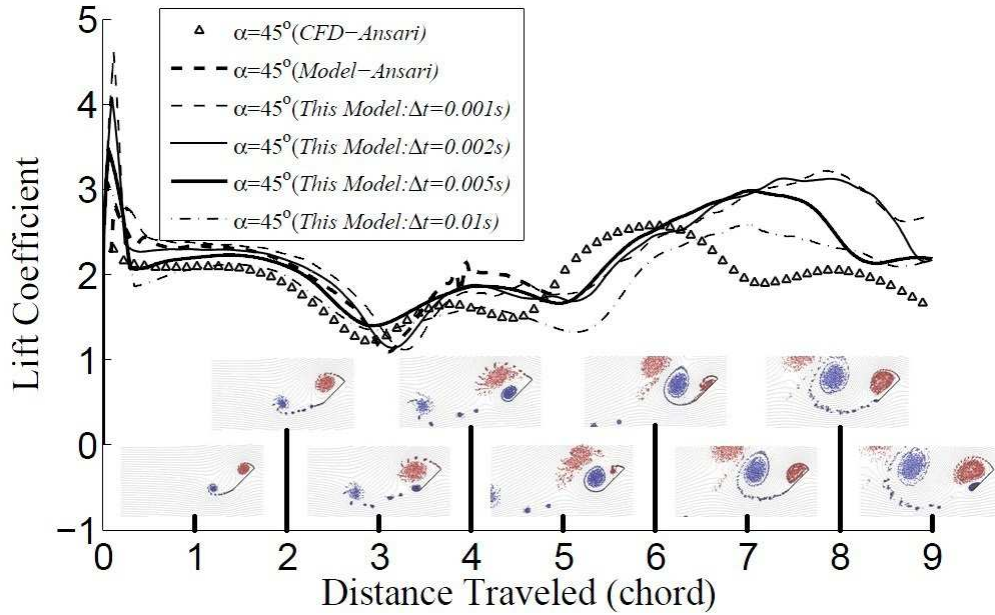 5
4
3
2
1
0
−1
Lift Coefficient
α=45°(CFD−Ansari)
α=45°(Model−Ansari)
α=45°(This Model:Δt=0.001s)
α=45°(This Model:Δt=0.002s)
α=45°(This Model:Δt=0.005s)
α=45°(This Model:Δt=0.01s)
0 1 2 3 4 5 6 7 8 9
Distance Traveled (chord)